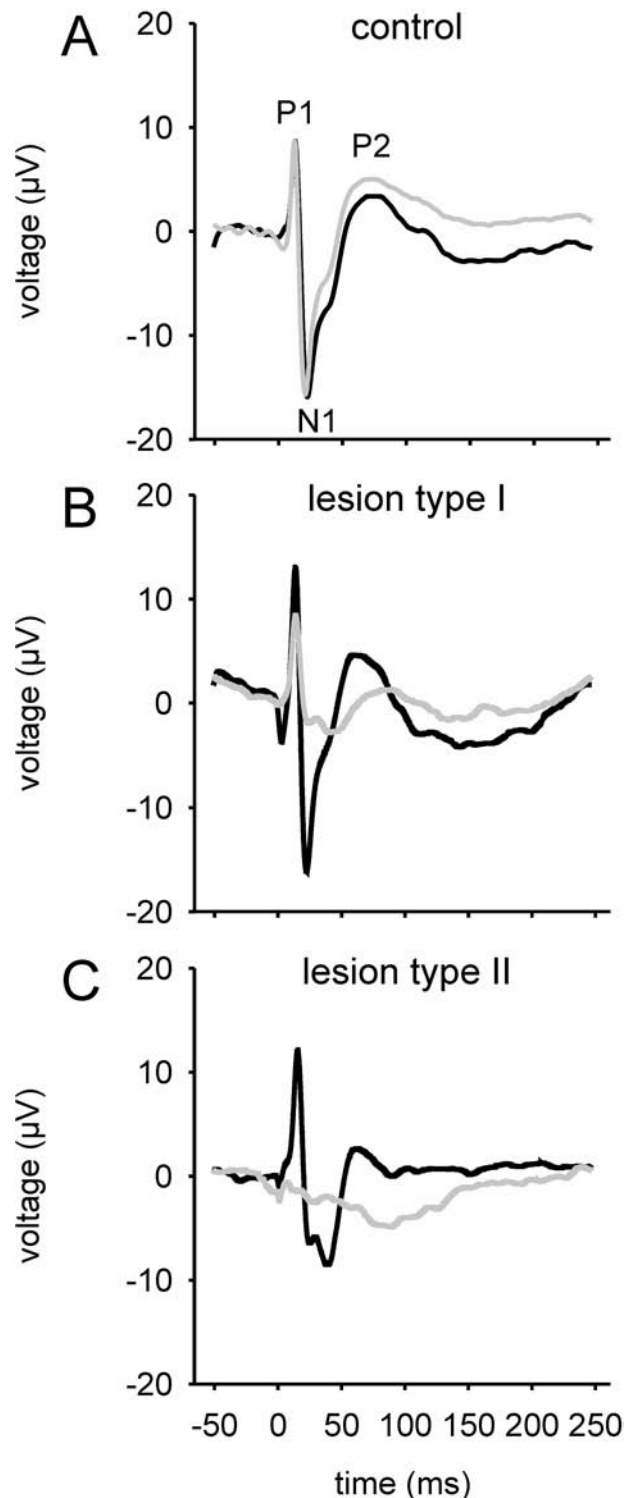 A
control
20
10
0
-10
-20
voltage (µV)
P1
P2
N1
B
lesion type I
20
10
0
-10
-20
voltage (µV)
C
lesion type II
20
10
0
-10
-20
voltage (µV)
-50 0 50 100 150 200 250
time (ms)